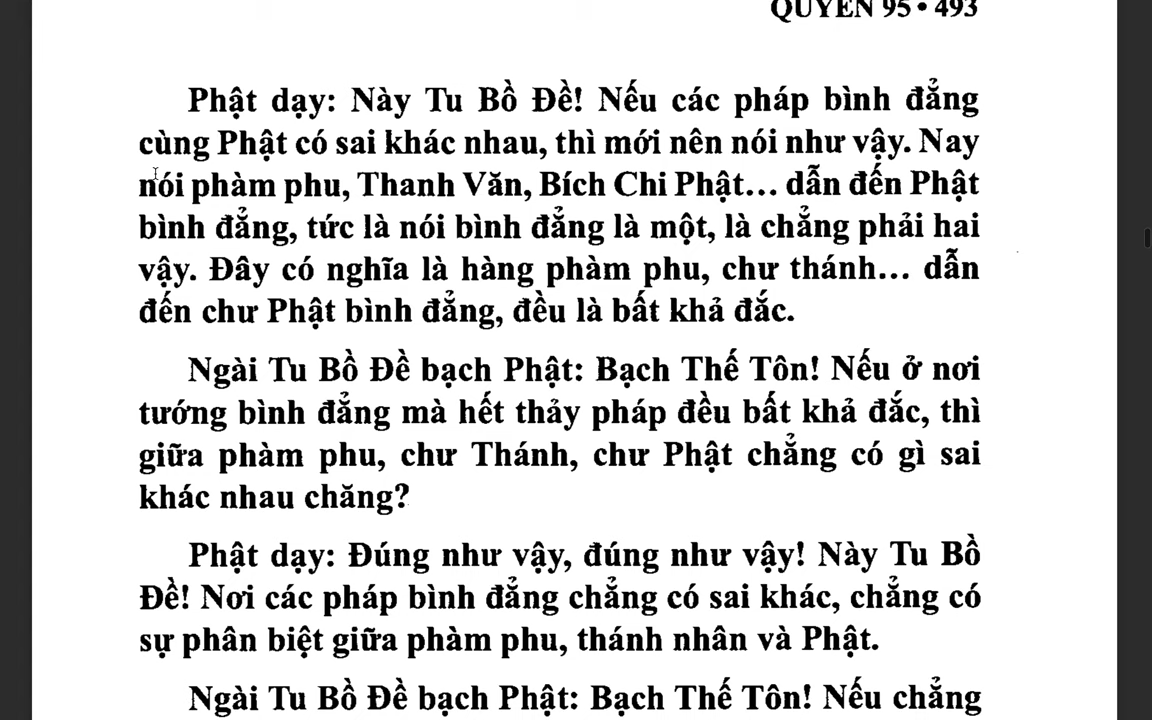 QUYỂN 95 • 493
Phật dạy: Này Tu Bồ Đề! Nếu các pháp bình đẳng
cùng Phật có sai khác nhau, thì mới nên nói như vậy. Nay
nói phàm phu, Thanh Văn, Bích Chi Phật... dẫn đến Phật
bình đẳng, tức là nói bình đẳng là một, là chẳng phải hai
vậy. Đây có nghĩa là hàng phàm phu, chư thánh... dẫn
đến chư Phật bình đẳng, đều là bất khả đắc.
Ngài Tu Bồ Đề bạch Phật: Bạch Thế Tôn! Nếu ở nơi
tướng bình đẳng mà hết thảy pháp đều bất khả đắc, thì
giữa phàm phu, chư Thánh, chư Phật chẳng có gì sai
khác nhau chăng?
Phật dạy: Đúng như vậy, đúng như vậy! Này Tu Bồ
Đề! Nơi các pháp bình đẳng chẳng có sai khác, chẳng có
sự phân biệt giữa phàm phu, thánh nhân và Phật.
Ngài Tu Bồ Đề bạch Phật: Bạch Thế Tôn! Nếu chẳng